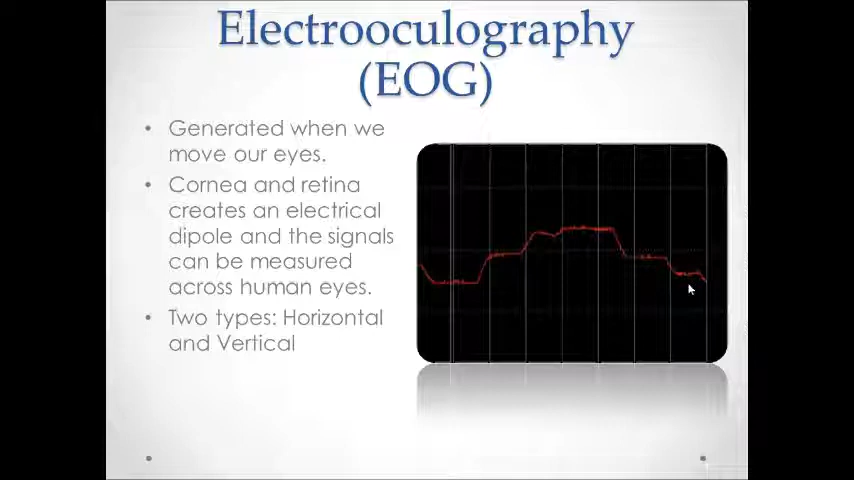 Electrooculography
(EOG)
• Generated when we
move our eyes.
• Cornea and retina
creates an electrical
dipole and the signals
can be measured
across human eyes.
• Two types: Horizontal
and Vertical